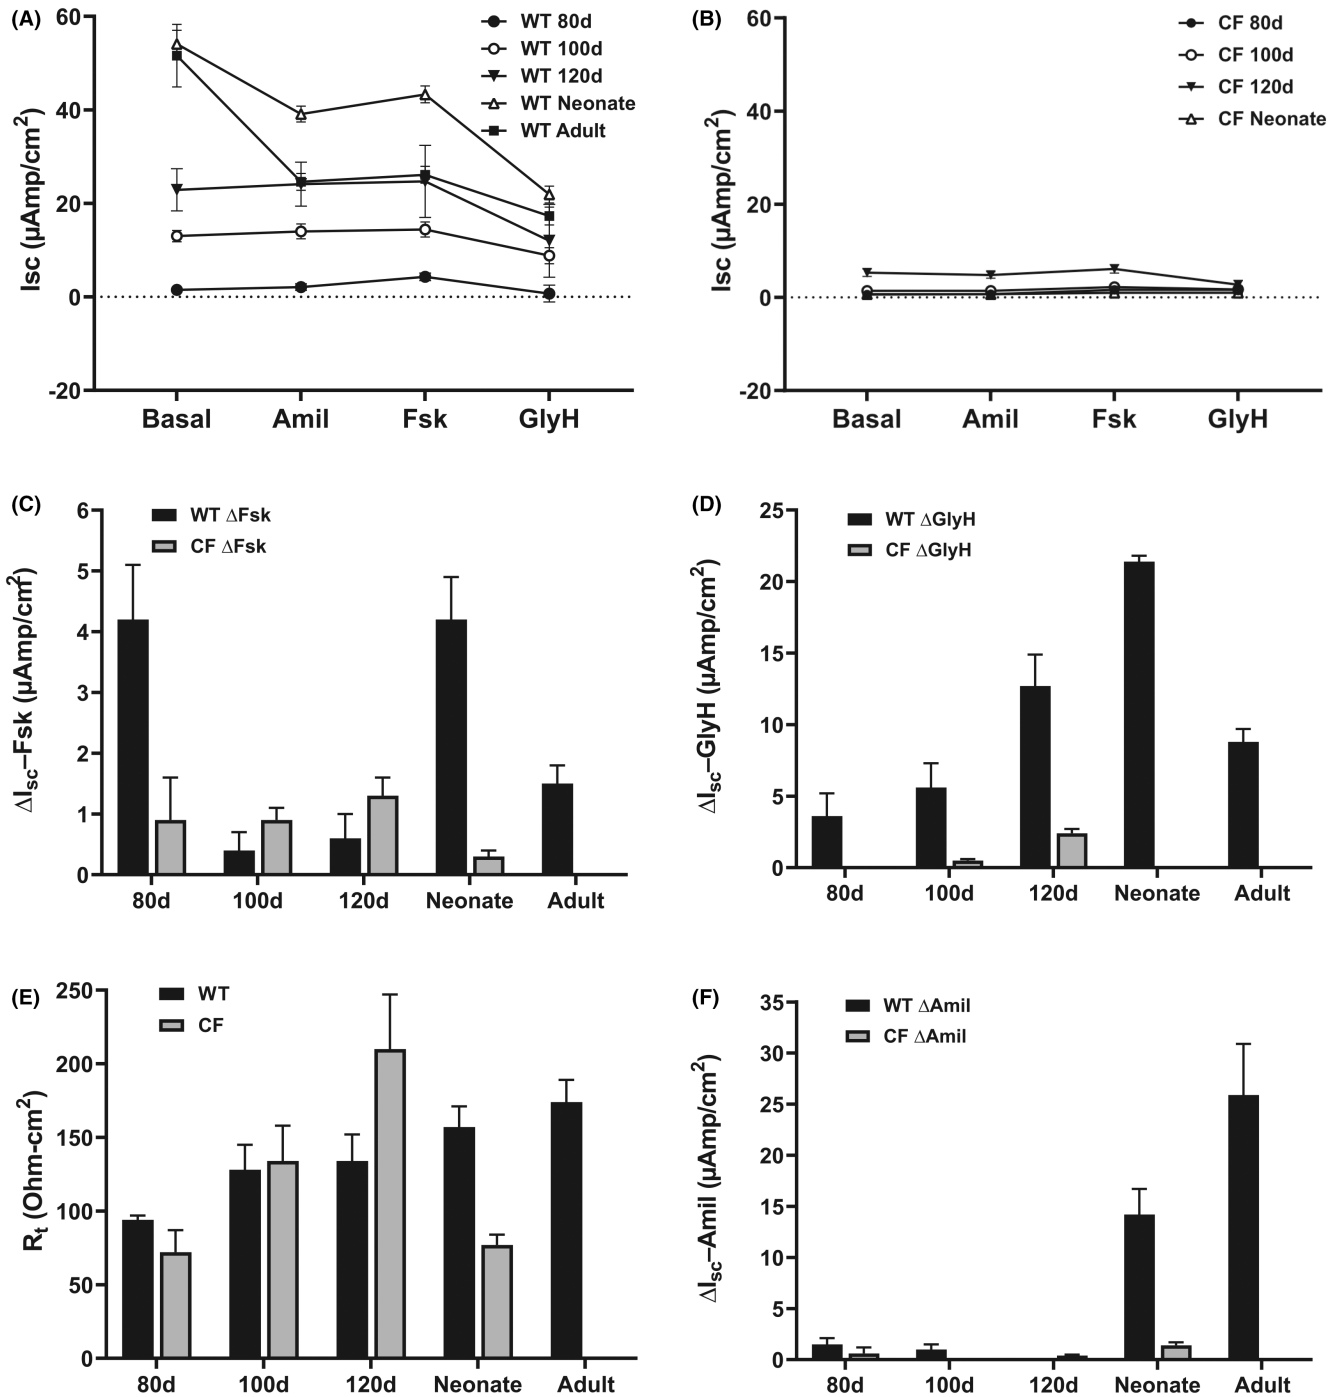 (A)
60
40
20
0
-20
Isc (µAmp/cm²)
Basal Amil Fsk GlyH
WT 80d
WT 100d
WT 120d
WT Neonate
WT Adult
(B)
60
40
20
0
-20
Isc (µAmp/cm²)
Basal Amil Fsk GlyH
CF 80d
CF 100d
CF 120d
CF Neonate
(C)
6
5
4
3
2
1
0
ΔIsc–Fsk (µAmp/cm²)
WT ΔFsk
CF ΔFsk
80d 100d 120d Neonate Adult
(D)
25
20
15
10
5
0
ΔIsc–GlyH (µAmp/cm²)
WT ΔGlyH
CF ΔGlyH
80d 100d 120d Neonate Adult
(E)
250
200
150
100
50
0
Rt (Ohm-cm²)
WT
CF
80d 100d 120d Neonate Adult
(F)
35
30
25
20
15
10
5
0
ΔIsc–Amil (µAmp/cm²)
WT ΔAmil
CF ΔAmil
80d 100d 120d Neonate Adult